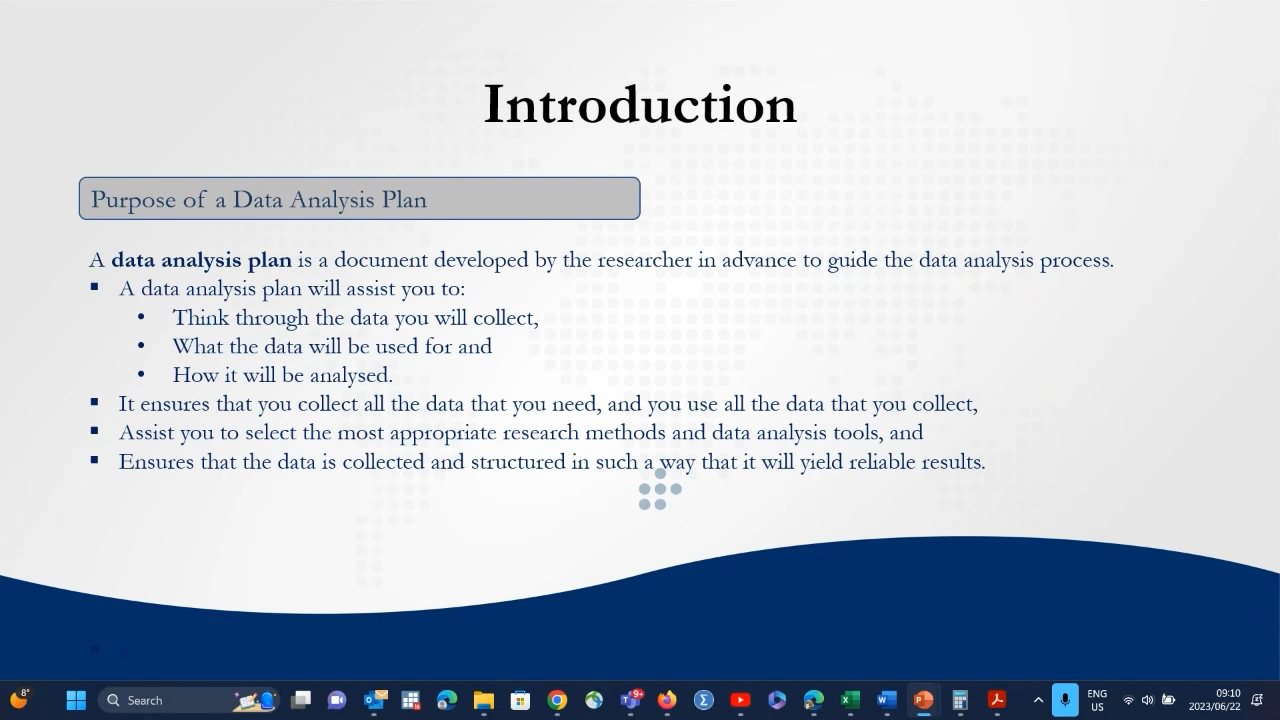 Introduction
Purpose of a Data Analysis Plan
A data analysis plan is a document developed by the researcher in advance to guide the data analysis process.
▪ A data analysis plan will assist you to:
• Think through the data you will collect,
• What the data will be used for and
• How it will be analysed.
▪ It ensures that you collect all the data that you need, and you use all the data that you collect,
▪ Assist you to select the most appropriate research methods and data analysis tools, and
▪ Ensures that the data is collected and structured in such a way that it will yield reliable results.
8°
Search
9+
ENG
US
09:10
2023/06/22